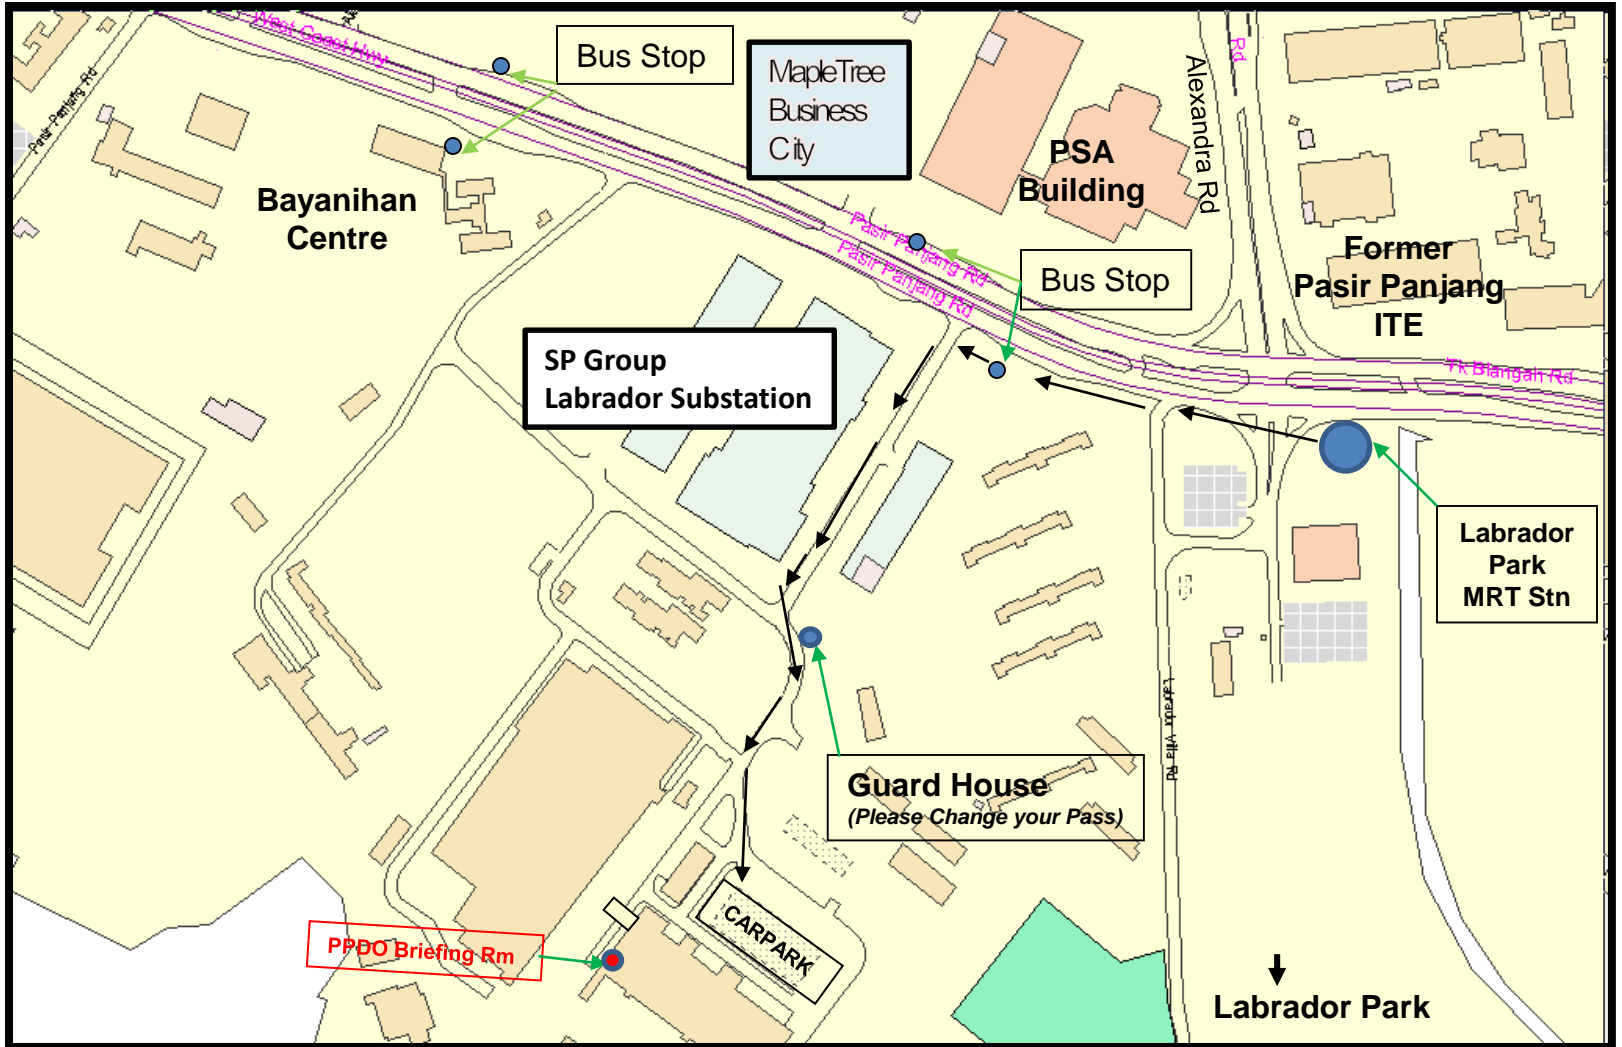 West Coast Hwy
Pasir Panjang Rd
Bus Stop
MapleTree
Business
City
PSA
Building
Alexandra Rd
Rd
Bayanihan
Centre
Pasir Panjang Rd
Pasir Panjang Rd
Bus Stop
Former
Pasir Panjang
ITE
SP Group
Labrador Substation
Tk Blangah Rd
Labrador
Park
MRT Stn
Labrador Villa Rd
Guard House
(Please Change your Pass)
CARPARK
PPDO Briefing Rm
Labrador Park